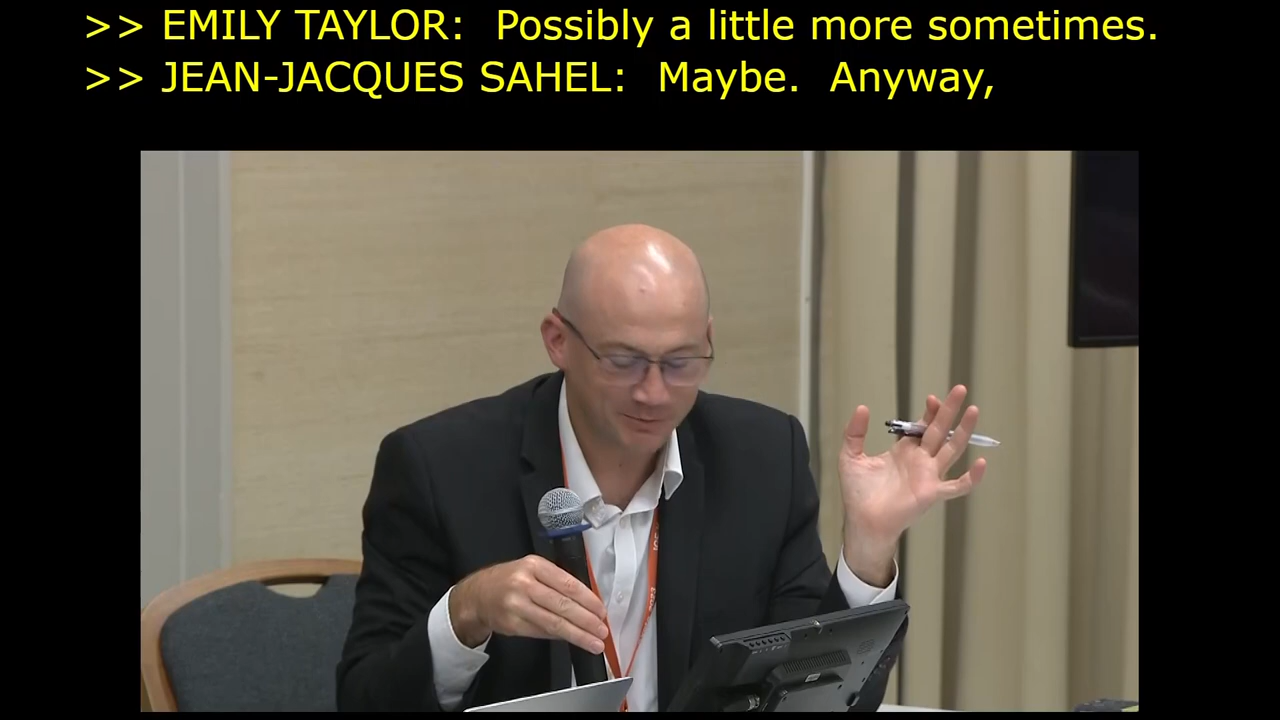 >> EMILY TAYLOR:  Possibly a little more sometimes.
>> JEAN-JACQUES SAHEL:  Maybe.  Anyway,